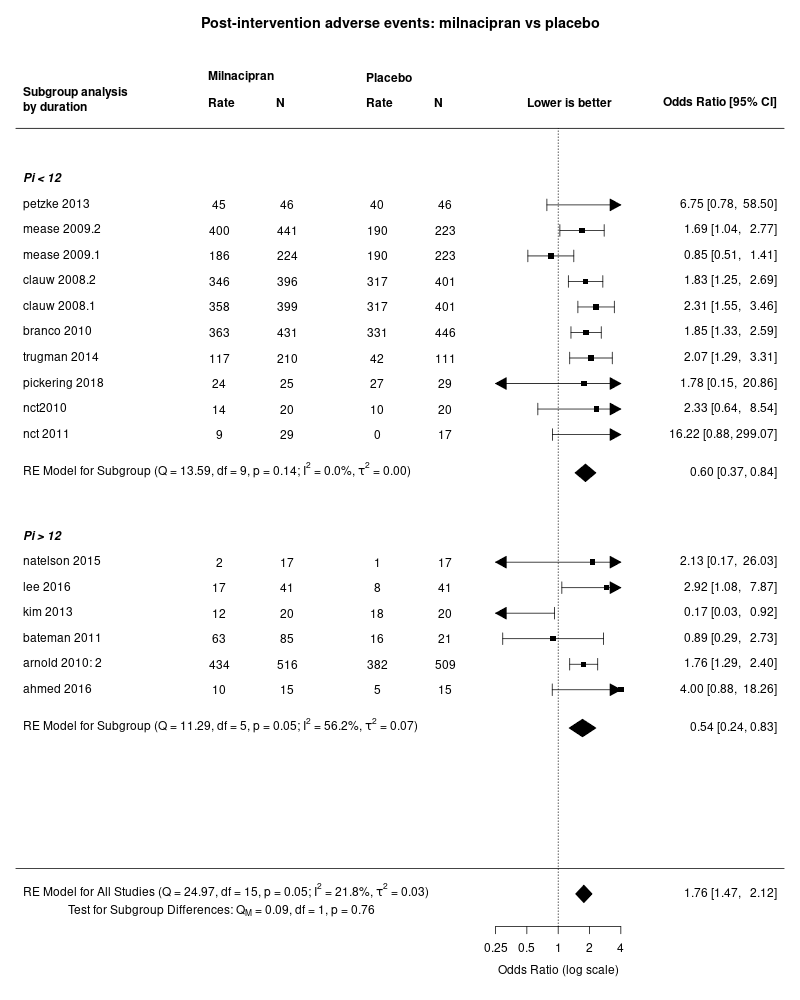 Post-intervention adverse events: milnacipran vs placebo
Milnacipran Placebo
Subgroup analysis
by duration
Rate N Rate N Lower is better Odds Ratio [95% CI]
Pi < 12
petzke 2013 45 46 40 46 6.75 [0.78, 58.50]
mease 2009.2 400 441 190 223 1.69 [1.04, 2.77]
mease 2009.1 186 224 190 223 0.85 [0.51, 1.41]
clauw 2008.2 346 396 317 401 1.83 [1.25, 2.69]
clauw 2008.1 358 399 317 401 2.31 [1.55, 3.46]
branco 2010 363 431 331 446 1.85 [1.33, 2.59]
trugman 2014 117 210 42 111 2.07 [1.29, 3.31]
pickering 2018 24 25 27 29 1.78 [0.15, 20.86]
nct2010 14 20 10 20 2.33 [0.64, 8.54]
nct 2011 9 29 0 17 16.22 [0.88, 299.07]
RE Model for Subgroup (Q = 13.59, df = 9, p = 0.14; I² = 0.0%, τ² = 0.00) 0.60 [0.37, 0.84]
Pi > 12
natelson 2015 2 17 1 17 2.13 [0.17, 26.03]
lee 2016 17 41 8 41 2.92 [1.08, 7.87]
kim 2013 12 20 18 20 0.17 [0.03, 0.92]
bateman 2011 63 85 16 21 0.89 [0.29, 2.73]
arnold 2010: 2 434 516 382 509 1.76 [1.29, 2.40]
ahmed 2016 10 15 5 15 4.00 [0.88, 18.26]
RE Model for Subgroup (Q = 11.29, df = 5, p = 0.05; I² = 56.2%, τ² = 0.07) 0.54 [0.24, 0.83]
RE Model for All Studies (Q = 24.97, df = 15, p = 0.05; I² = 21.8%, τ² = 0.03) 1.76 [1.47, 2.12]
Test for Subgroup Differences: Q_M = 0.09, df = 1, p = 0.76
0.25 0.5 1 2 4
Odds Ratio (log scale)